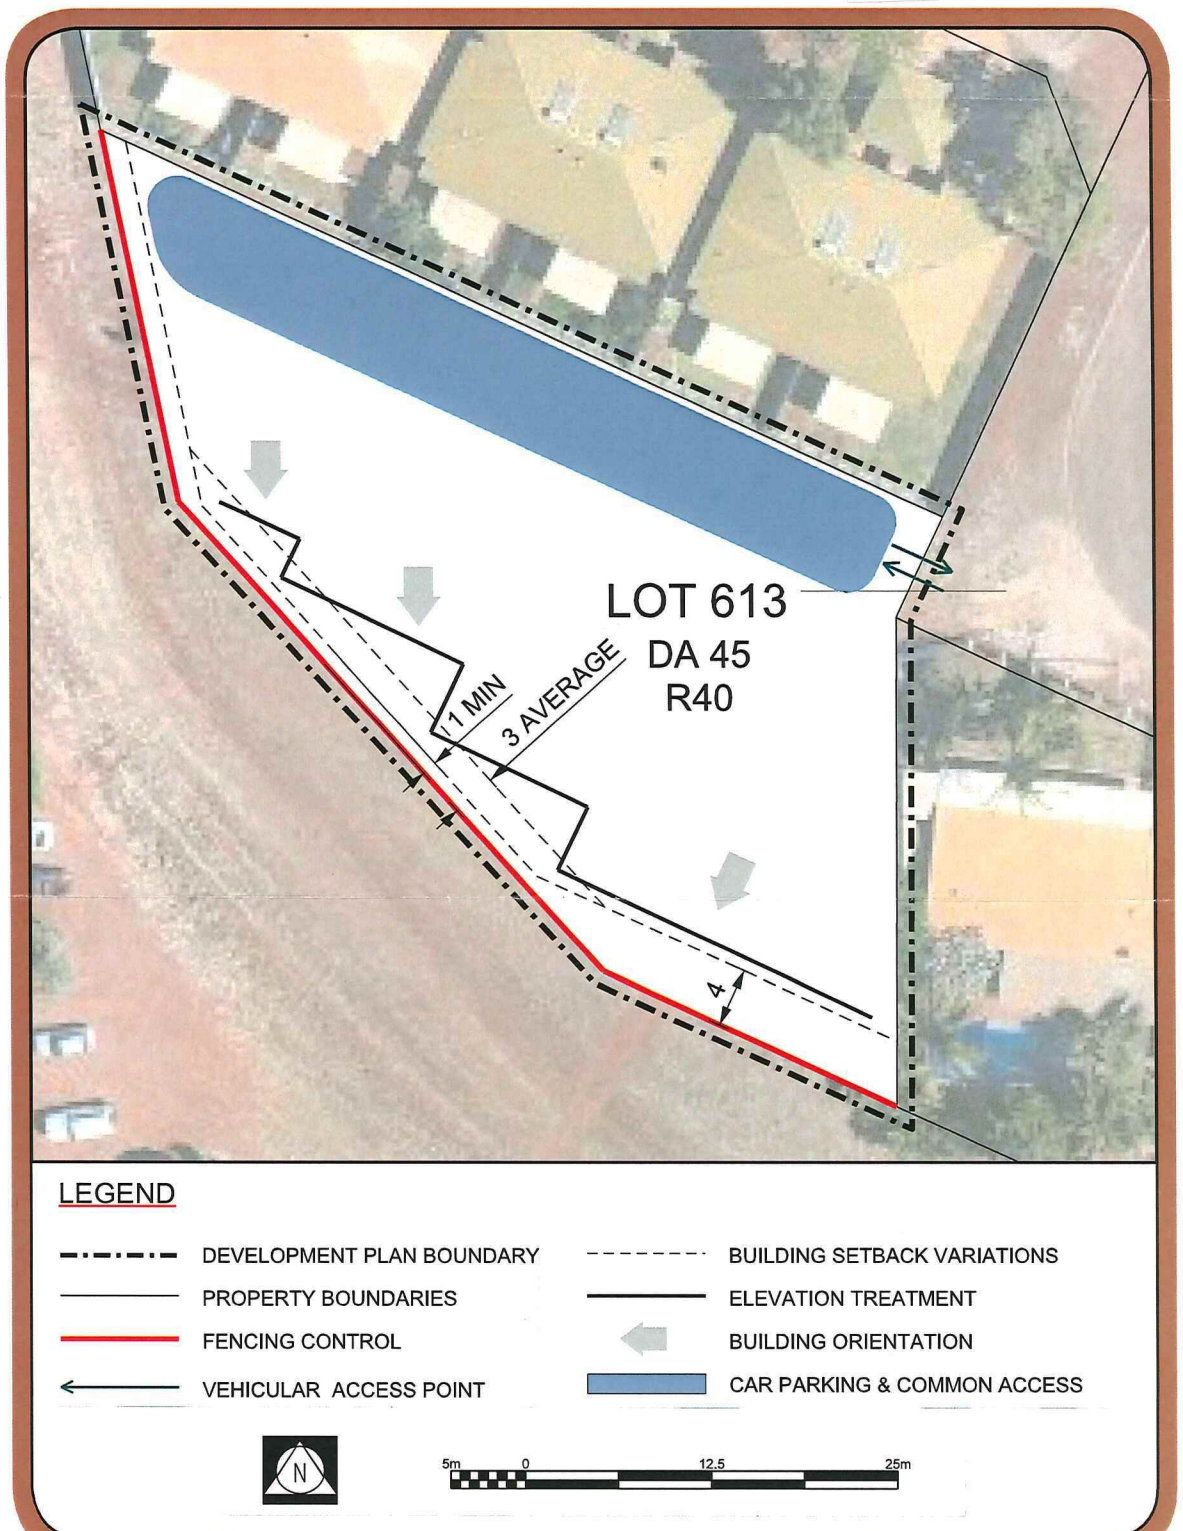 LOT 613
DA 45
R40
1 MIN
3 AVERAGE
4
LEGEND
DEVELOPMENT PLAN BOUNDARY
PROPERTY BOUNDARIES
FENCING CONTROL
VEHICULAR ACCESS POINT
BUILDING SETBACK VARIATIONS
ELEVATION TREATMENT
BUILDING ORIENTATION
CAR PARKING & COMMON ACCESS
N
5m 0 12.5 25m